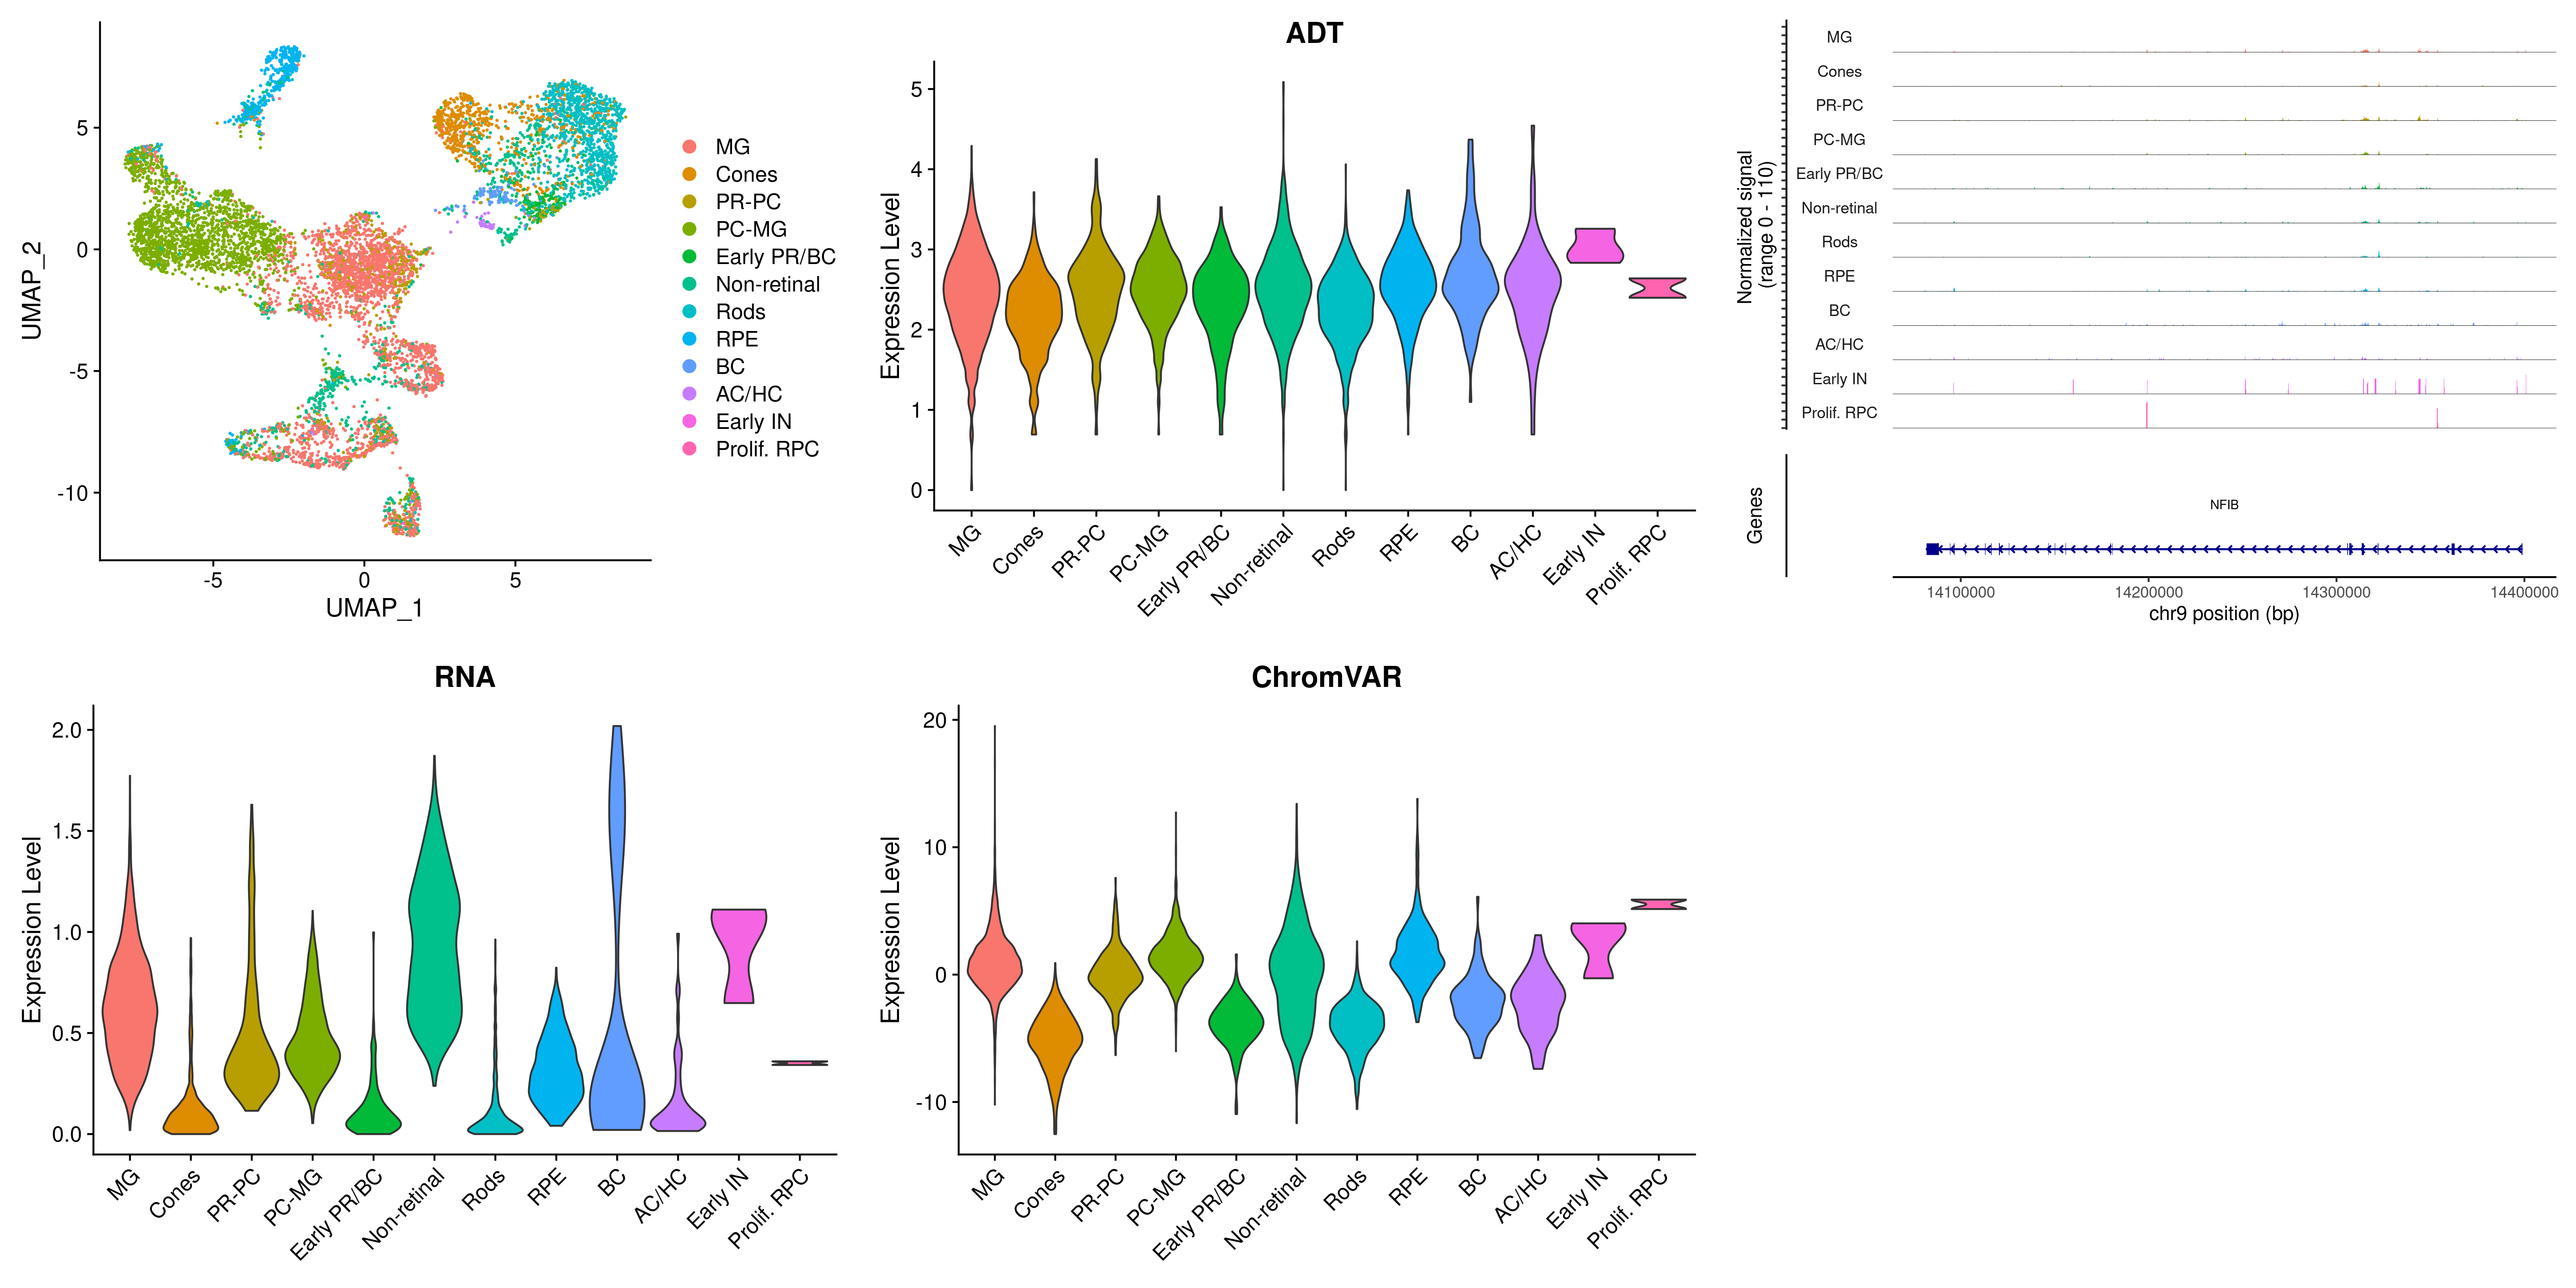 5
0
-5
-10
UMAP_2
-5
0
5
UMAP_1
MG
Cones
PR-PC
PC-MG
Early PR/BC
Non-retinal
Rods
RPE
BC
AC/HC
Early IN
Prolif. RPC
ADT
Expression Level
5
4
3
2
1
0
MG
Cones
PR-PC
PC-MG
Early PR/BC
Non-retinal
Rods
RPE
BC
AC/HC
Early IN
Prolif. RPC
Normalized signal
(range 0 - 110)
MG
Cones
PR-PC
PC-MG
Early PR/BC
Non-retinal
Rods
RPE
BC
AC/HC
Early IN
Prolif. RPC
Genes
NFIB
14100000
14200000
14300000
14400000
chr9 position (bp)
RNA
Expression Level
2.0
1.5
1.0
0.5
0.0
MG
Cones
PR-PC
PC-MG
Early PR/BC
Non-retinal
Rods
RPE
BC
AC/HC
Early IN
Prolif. RPC
ChromVAR
Expression Level
20
10
0
-10
MG
Cones
PR-PC
PC-MG
Early PR/BC
Non-retinal
Rods
RPE
BC
AC/HC
Early IN
Prolif. RPC